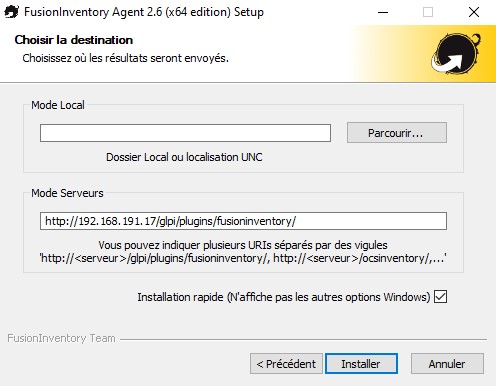 FusionInventory Agent 2.6 (x64 edition) Setup
Choisir la destination
Choisissez où les résultats seront envoyés.
Mode Local
Parcourir...
Dossier Local ou localisation UNC
Mode Serveurs
http://192.168.191.17/glpi/plugins/fusioninventory/
Vous pouvez indiquer plusieurs URIs séparés par des vigules
'http://<serveur>/glpi/plugins/fusioninventory/, http://<serveur>/ocsinventory/,...'
Installation rapide (N'affiche pas les autres options Windows)
FusionInventory Team
< Précédent
Installer
Annuler